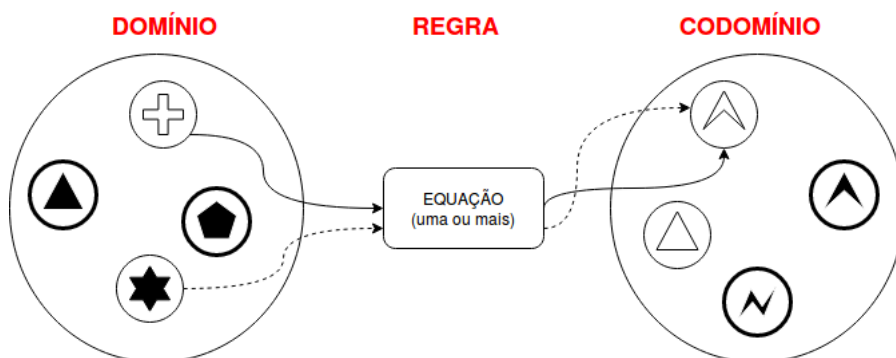 DOMÍNIO
REGRA
CODOMÍNIO
EQUAÇÃO
(uma ou mais)